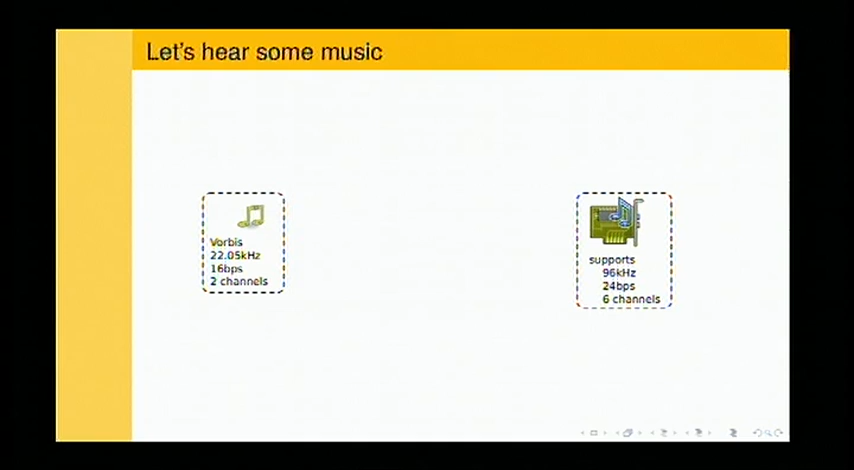 Let's hear some music
Vorbis
22.05kHz
16bps
2 channels
supports
96kHz
24bps
6 channels